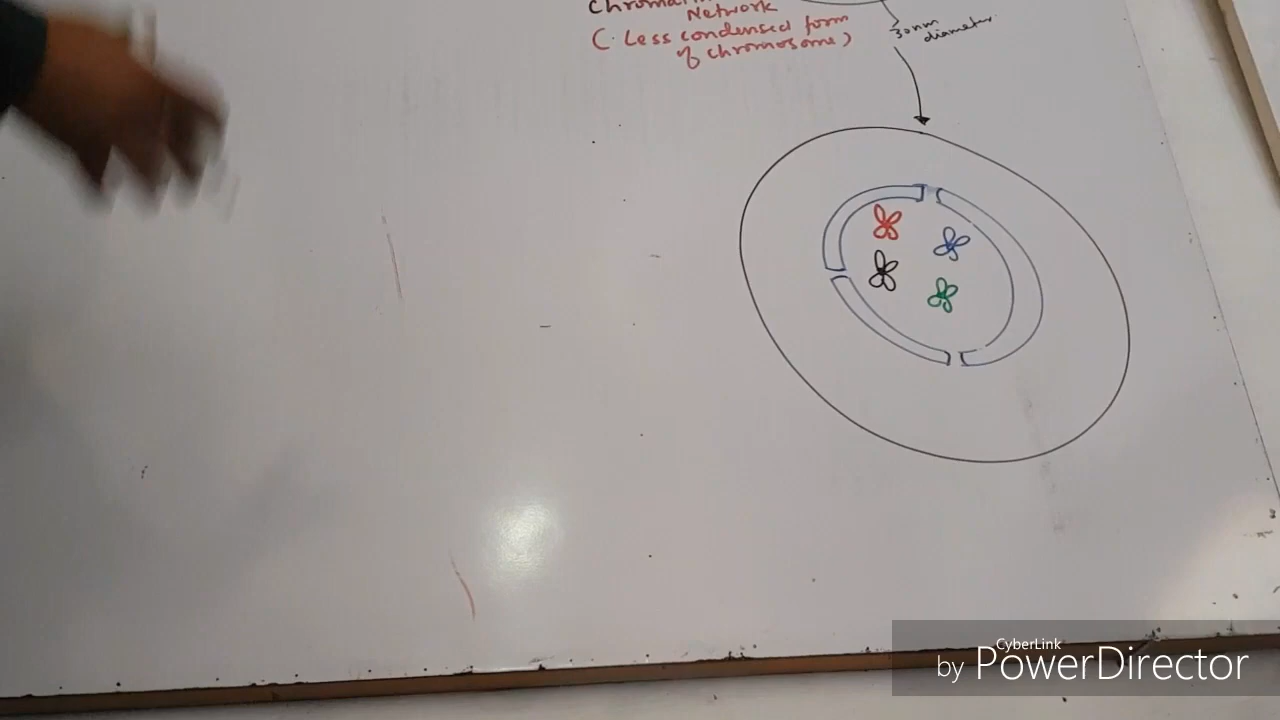 Network
(Less condensed form
of chromosome)
30nm
diameter
CyberLink
by PowerDirector